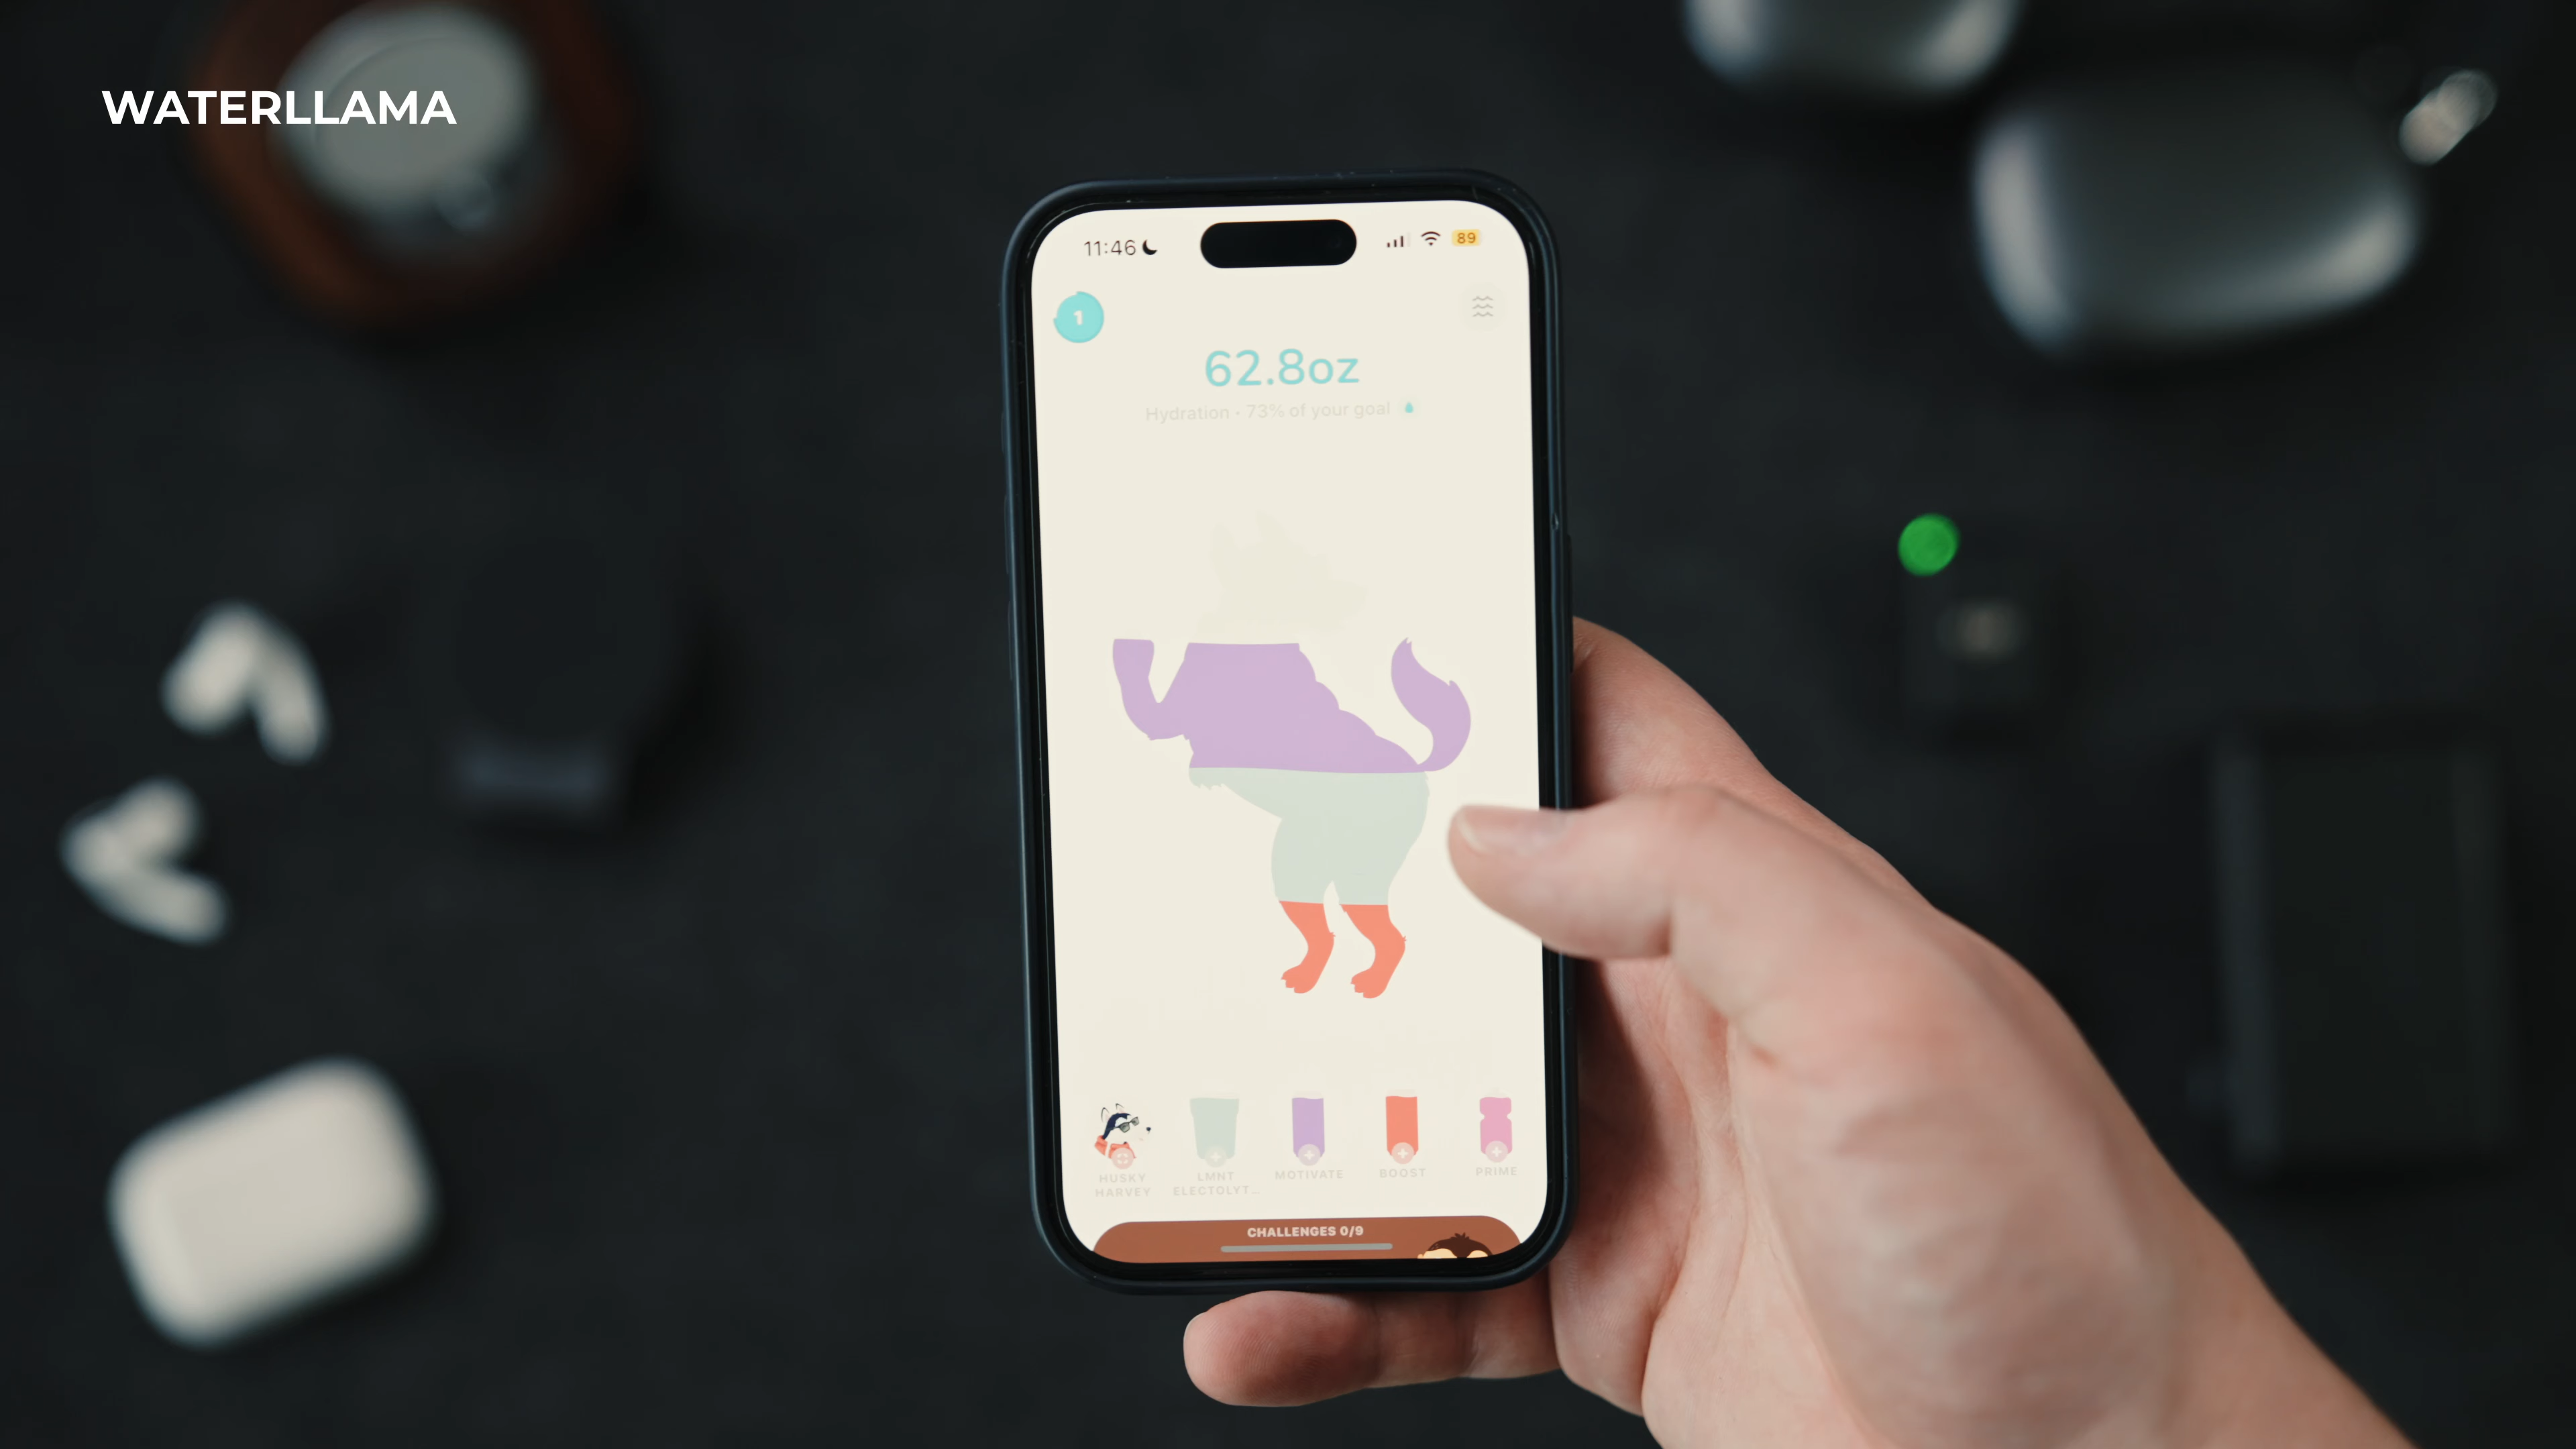 WATERLLAMA
11:46
89
1
62.8oz
Hydration • 73% of your goal
HUSKY
HARVEY
LMNT
ELECTOLYT...
MOTIVATE
BOOST
PRIME
CHALLENGES 0/9